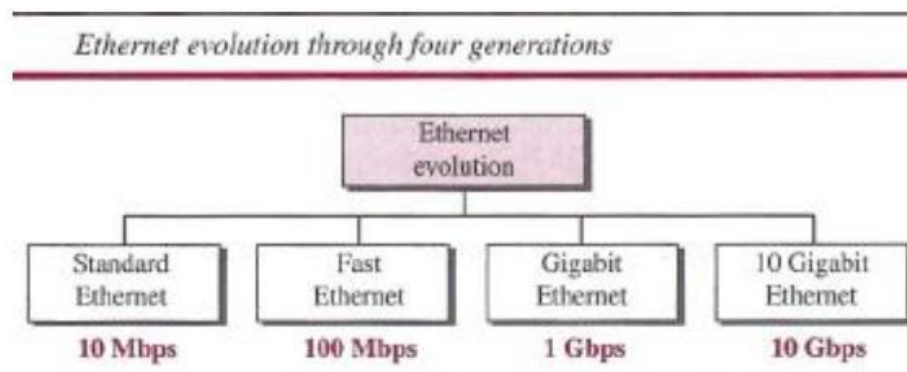 Ethernet evolution through four generations
Ethernet
evolution
Standard
Ethernet
Fast
Ethernet
Gigabit
Ethernet
10 Gigabit
Ethernet
10 Mbps
100 Mbps
1 Gbps
10 Gbps